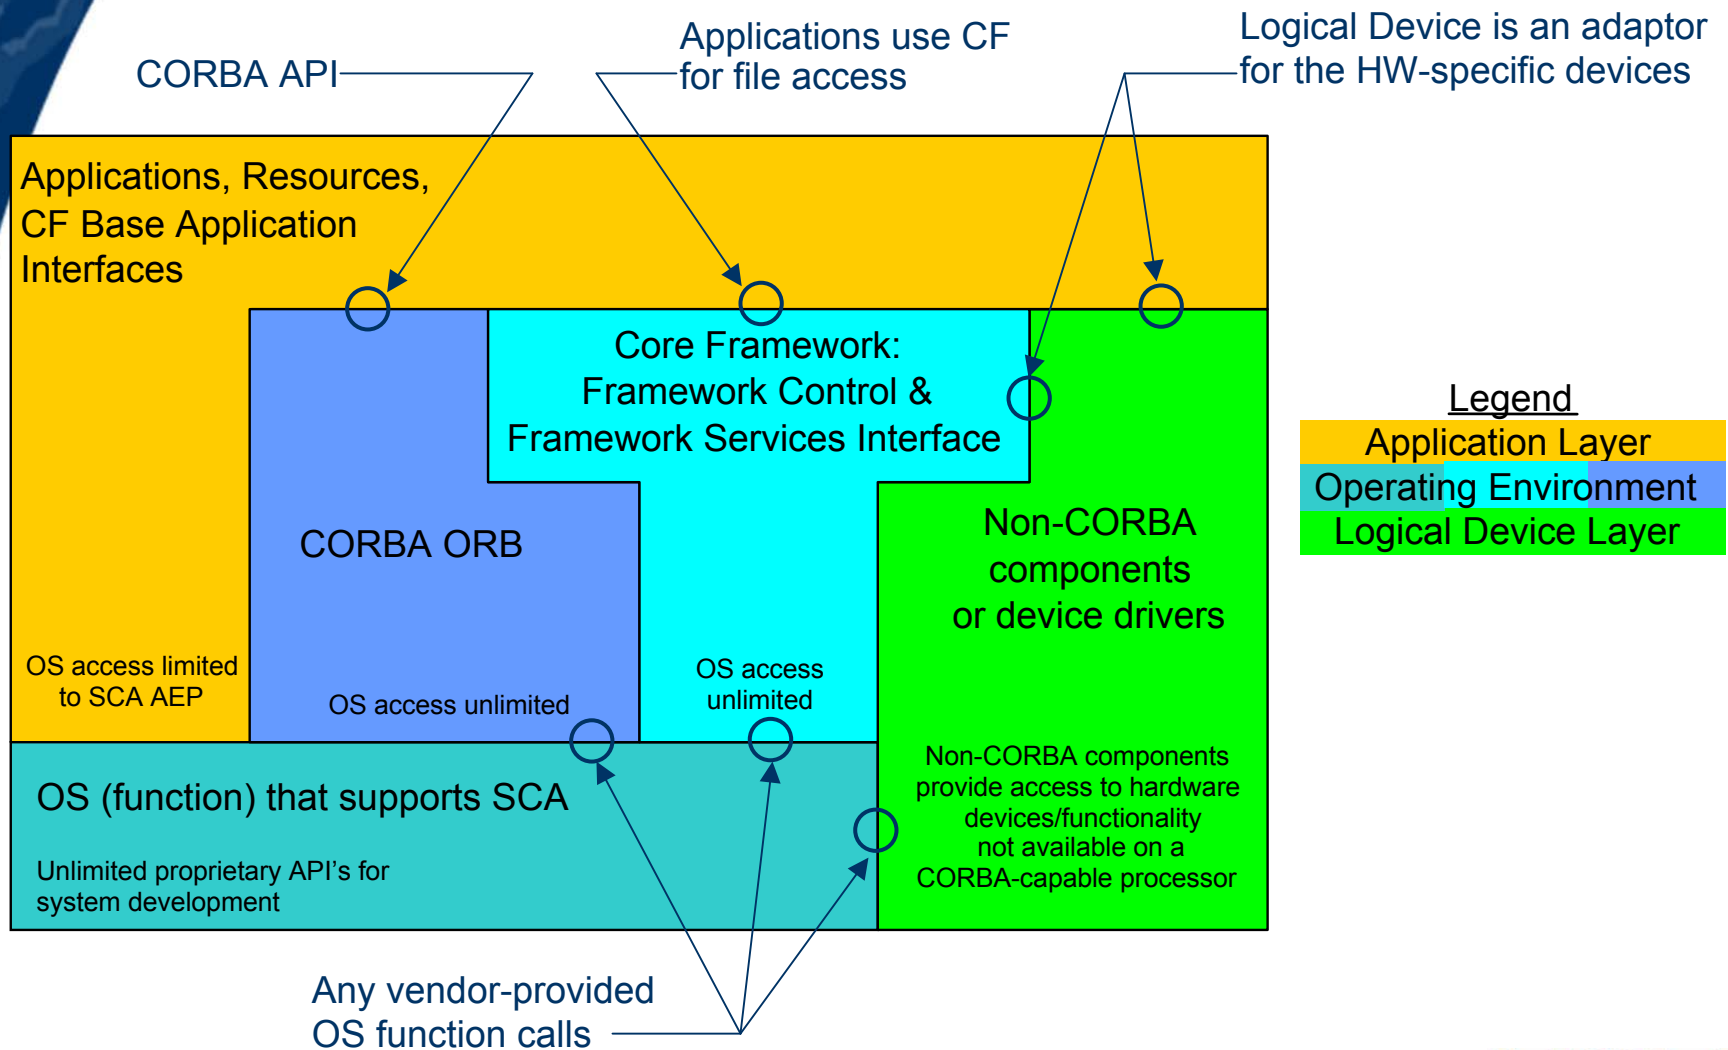 CORBA API
Applications use CF
for file access
Logical Device is an adaptor
for the HW-specific devices
Applications, Resources,
CF Base Application
Interfaces
Core Framework:
Framework Control &
Framework Services Interface
Legend
Application Layer
Operating Environment
Logical Device Layer
CORBA ORB
Non-CORBA
components
or device drivers
OS access limited
to SCA AEP
OS access unlimited
OS access
unlimited
OS (function) that supports SCA
Unlimited proprietary API's for
system development
Non-CORBA components
provide access to hardware
devices/functionality
not available on a
CORBA-capable processor
Any vendor-provided
OS function calls